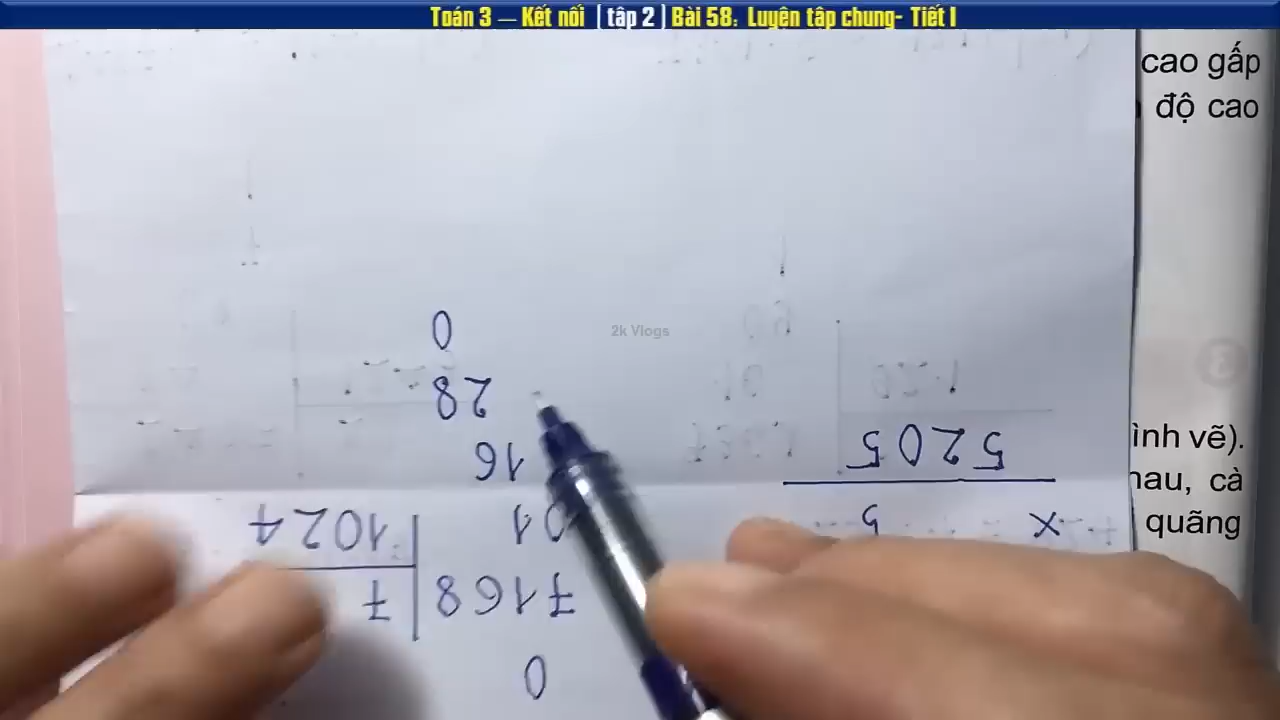 Toán 3 – Kết nối [ tập 2 ] Bài 58: Luyện tập chung- Tiết 1
cao gấp
độ cao
2k Vlogs
ình vẽ).
nau, cà
quãng
0
7168 7
01 1024
16
28
0
x 5
5205